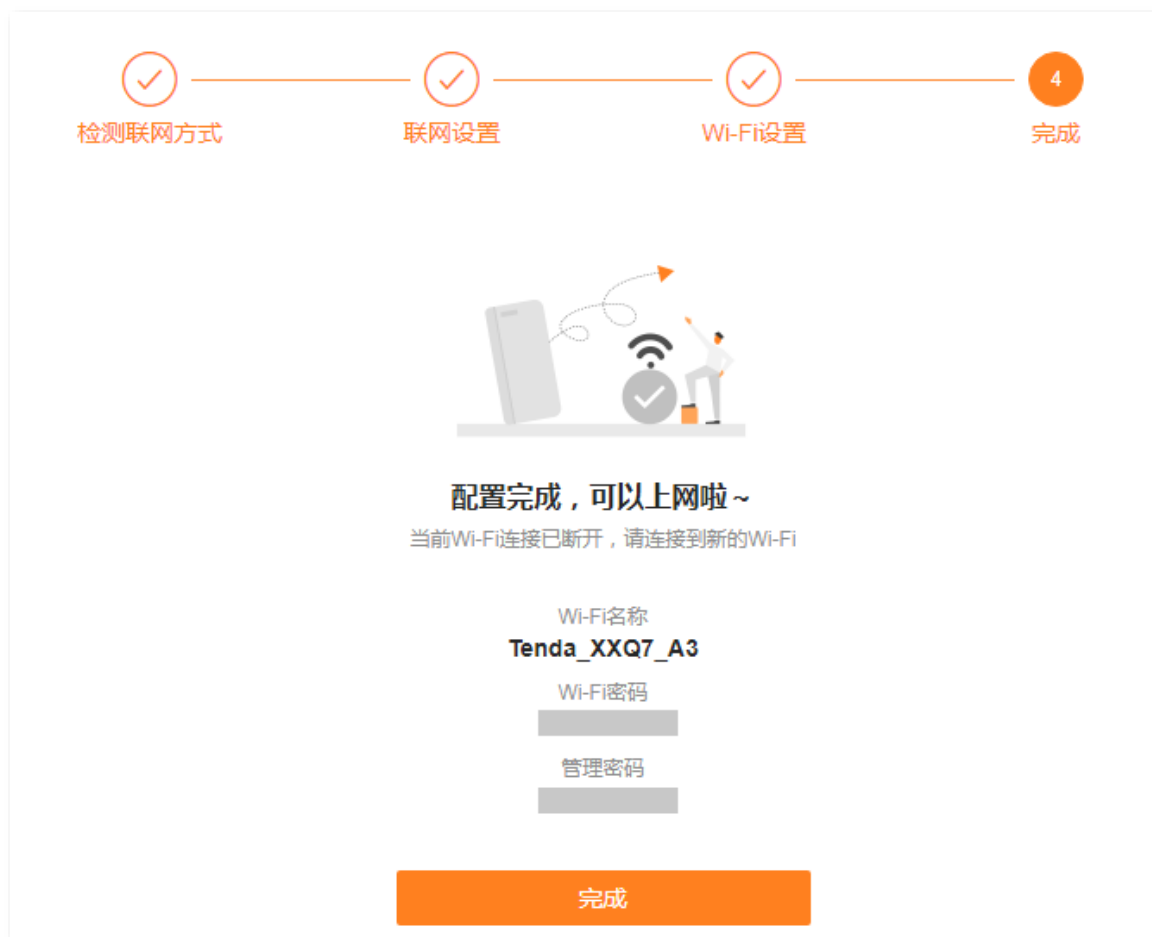 4
检测联网方式
联网设置
Wi-Fi设置
完成
配置完成，可以上网啦~
当前Wi-Fi连接已断开，请连接到新的Wi-Fi
Wi-Fi名称
Tenda_XXQ7_A3
Wi-Fi密码
管理密码
完成